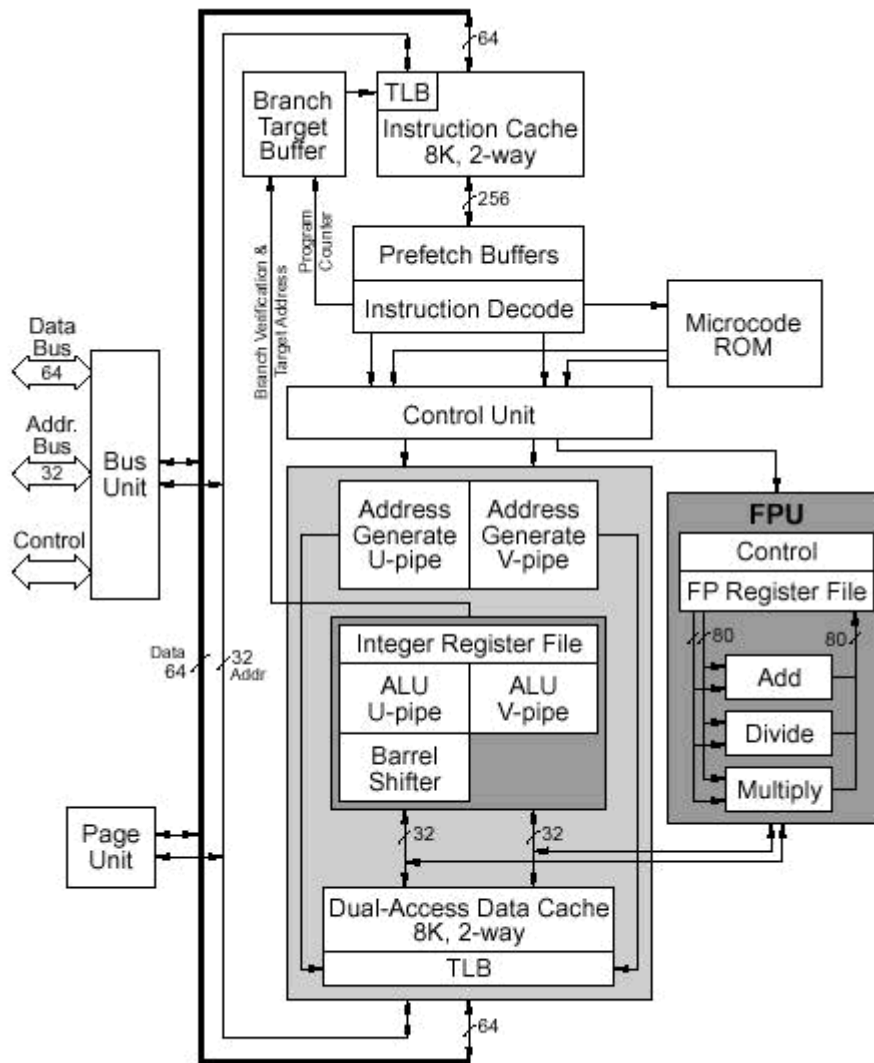 64
TLB
Instruction Cache
8K, 2-way
Branch
Target
Buffer
256
Program
Counter
Branch Verification &
Target Address
Prefetch Buffers
Instruction Decode
Microcode
ROM
Data
Bus
64
Addr.
Bus
32
Control
Bus
Unit
Control Unit
Address
Generate
U-pipe
Address
Generate
V-pipe
FPU
Control
FP Register File
80
80
Add
Divide
Multiply
Integer Register File
ALU
U-pipe
ALU
V-pipe
Barrel
Shifter
Data
64
32
Addr
Page
Unit
32
32
Dual-Access Data Cache
8K, 2-way
TLB
64